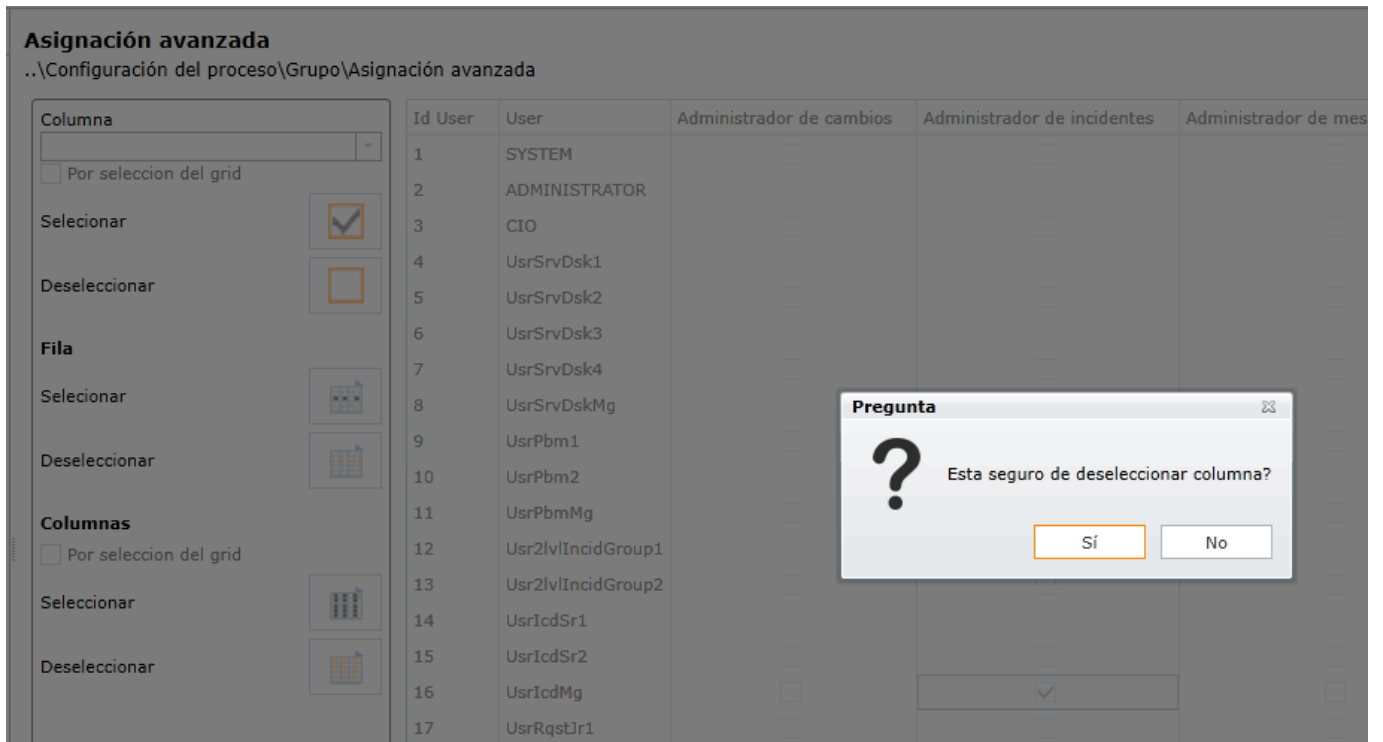 Asignación avanzada
..\Configuración del proceso\Grupo\Asignación avanzada
Columna
Por seleccion del grid
Selecionar
Deseleccionar
Fila
Selecionar
Deseleccionar
Columnas
Por seleccion del grid
Seleccionar
Deseleccionar
Id User User Administrador de cambios Administrador de incidentes Administrador de mes
1 SYSTEM
2 ADMINISTRATOR
3 CIO
4 UsrSrvDsk1
5 UsrSrvDsk2
6 UsrSrvDsk3
7 UsrSrvDsk4
8 UsrSrvDskMg
9 UsrPbm1
10 UsrPbm2
11 UsrPbmMg
12 Usr2lvlIncidGroup1
13 Usr2lvlIncidGroup2
14 UsrIcdSr1
15 UsrIcdSr2
16 UsrIcdMg
17 UsrRqstJr1
Pregunta
Esta seguro de deseleccionar columna?
Sí No